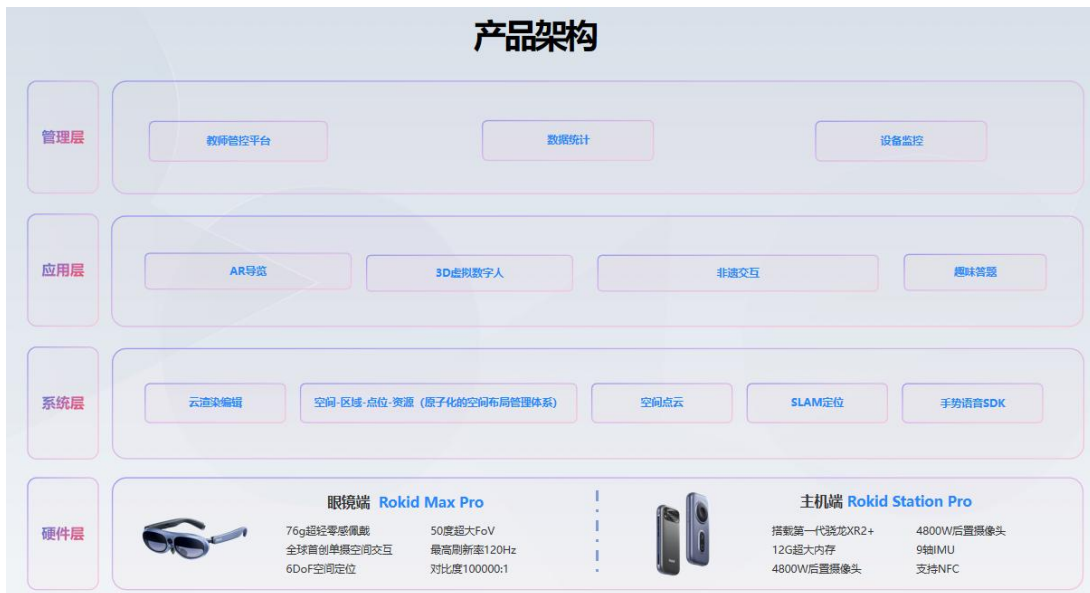 产品架构
管理层
教师管控平台
数据统计
设备监控
应用层
AR导览
3D虚拟数字人
非遗交互
趣味答题
系统层
云渲染编辑
空间-区域-点位-资源（原子化的空间布局管理体系）
空间点云
SLAM定位
手势语音SDK
硬件层
眼镜端 Rokid Max Pro
76g超轻零感佩戴
50度超大FoV
全球首创单摄空间交互
最高刷新率120Hz
6DoF空间定位
对比度100000:1
主机端 Rokid Station Pro
搭载第一代骁龙XR2+
4800W后置摄像头
12G超大内存
9轴IMU
4800W后置摄像头
支持NFC